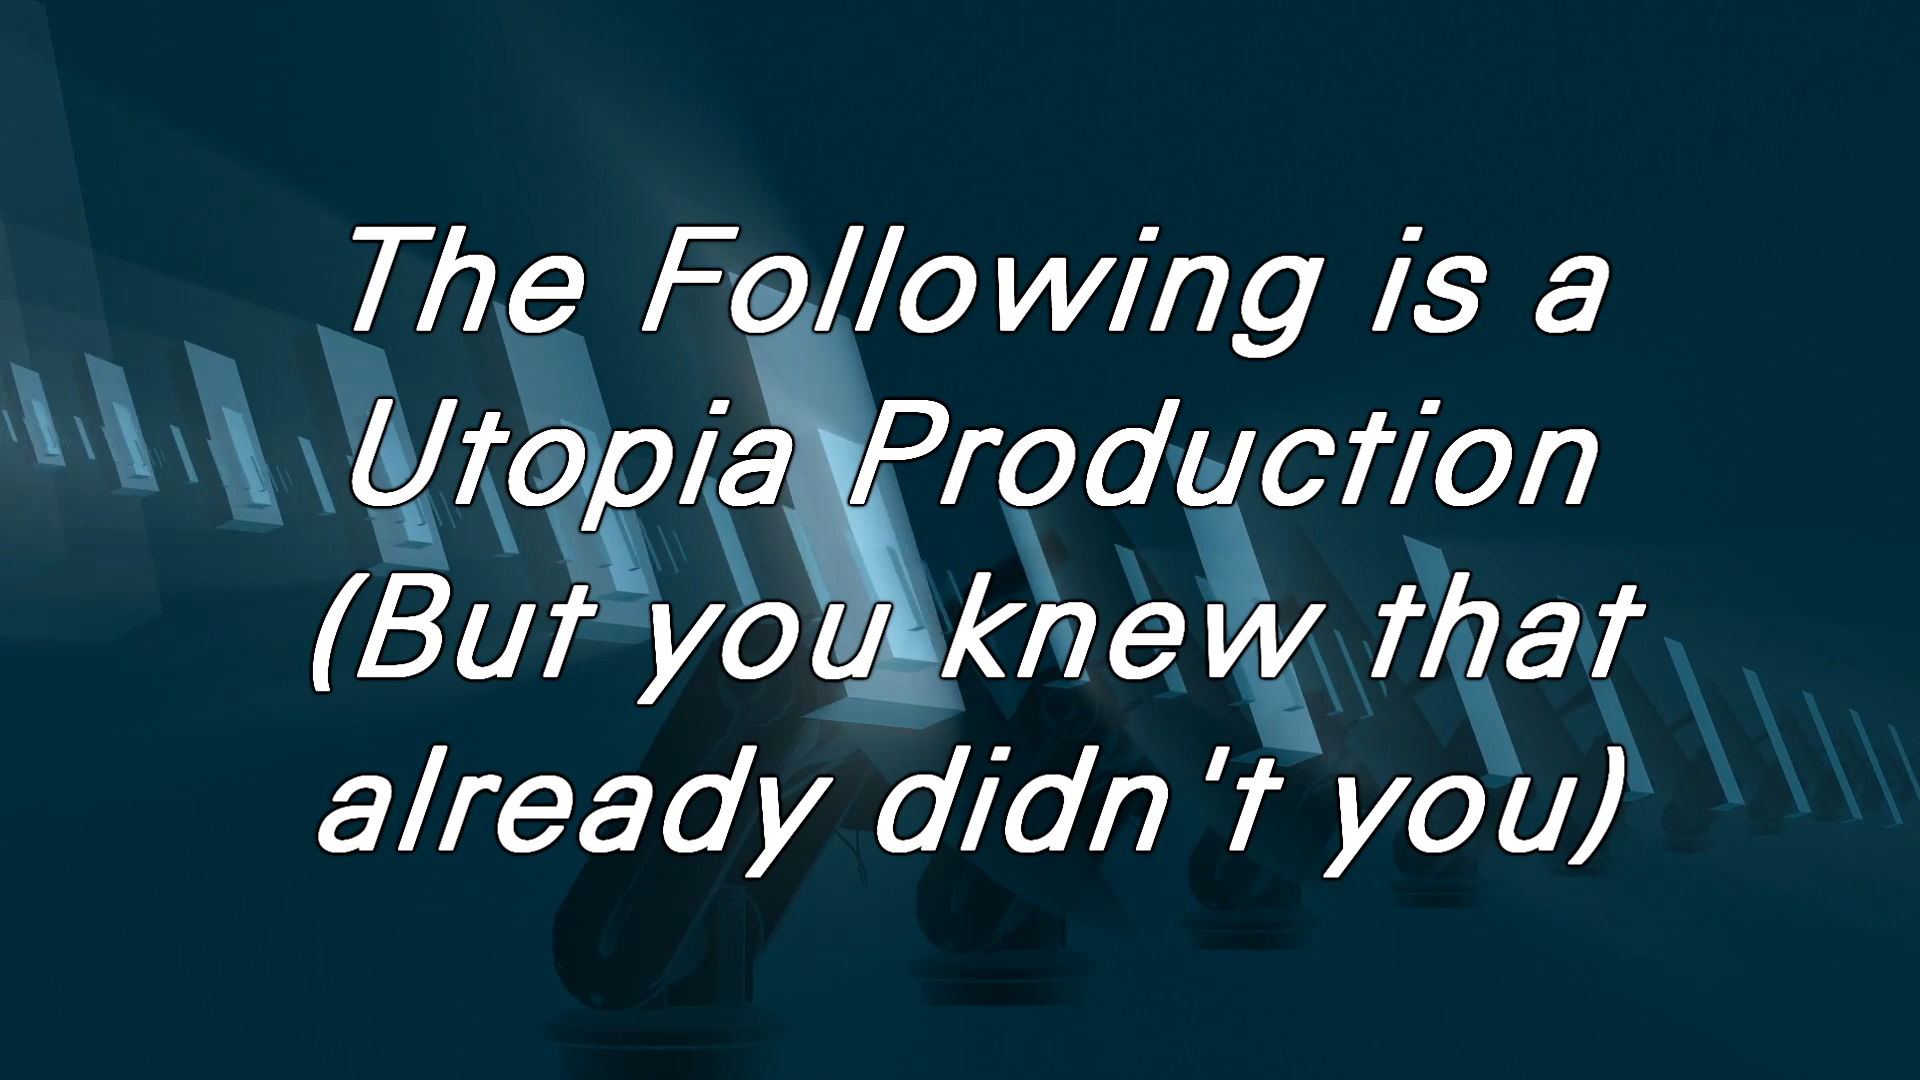 The Following is a
Utopia Production
(But you knew that
already didn't you)